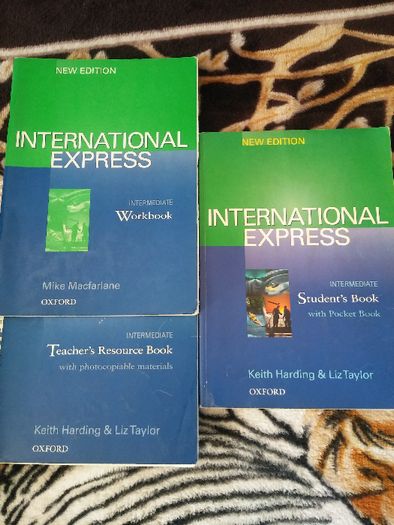 NEW EDITION
INTERNATIONAL
EXPRESS
INTERMEDIATE
Workbook
Mike Macfarlane
OXFORD
INTERMEDIATE
Teacher's Resource Book
with photocopiable materials
Keith Harding & Liz Taylor
OXFORD
NEW EDITION
INTERNATIONAL
EXPRESS
INTERMEDIATE
Student's Book
with Pocket Book
Keith Harding & Liz Taylor
OXFORD